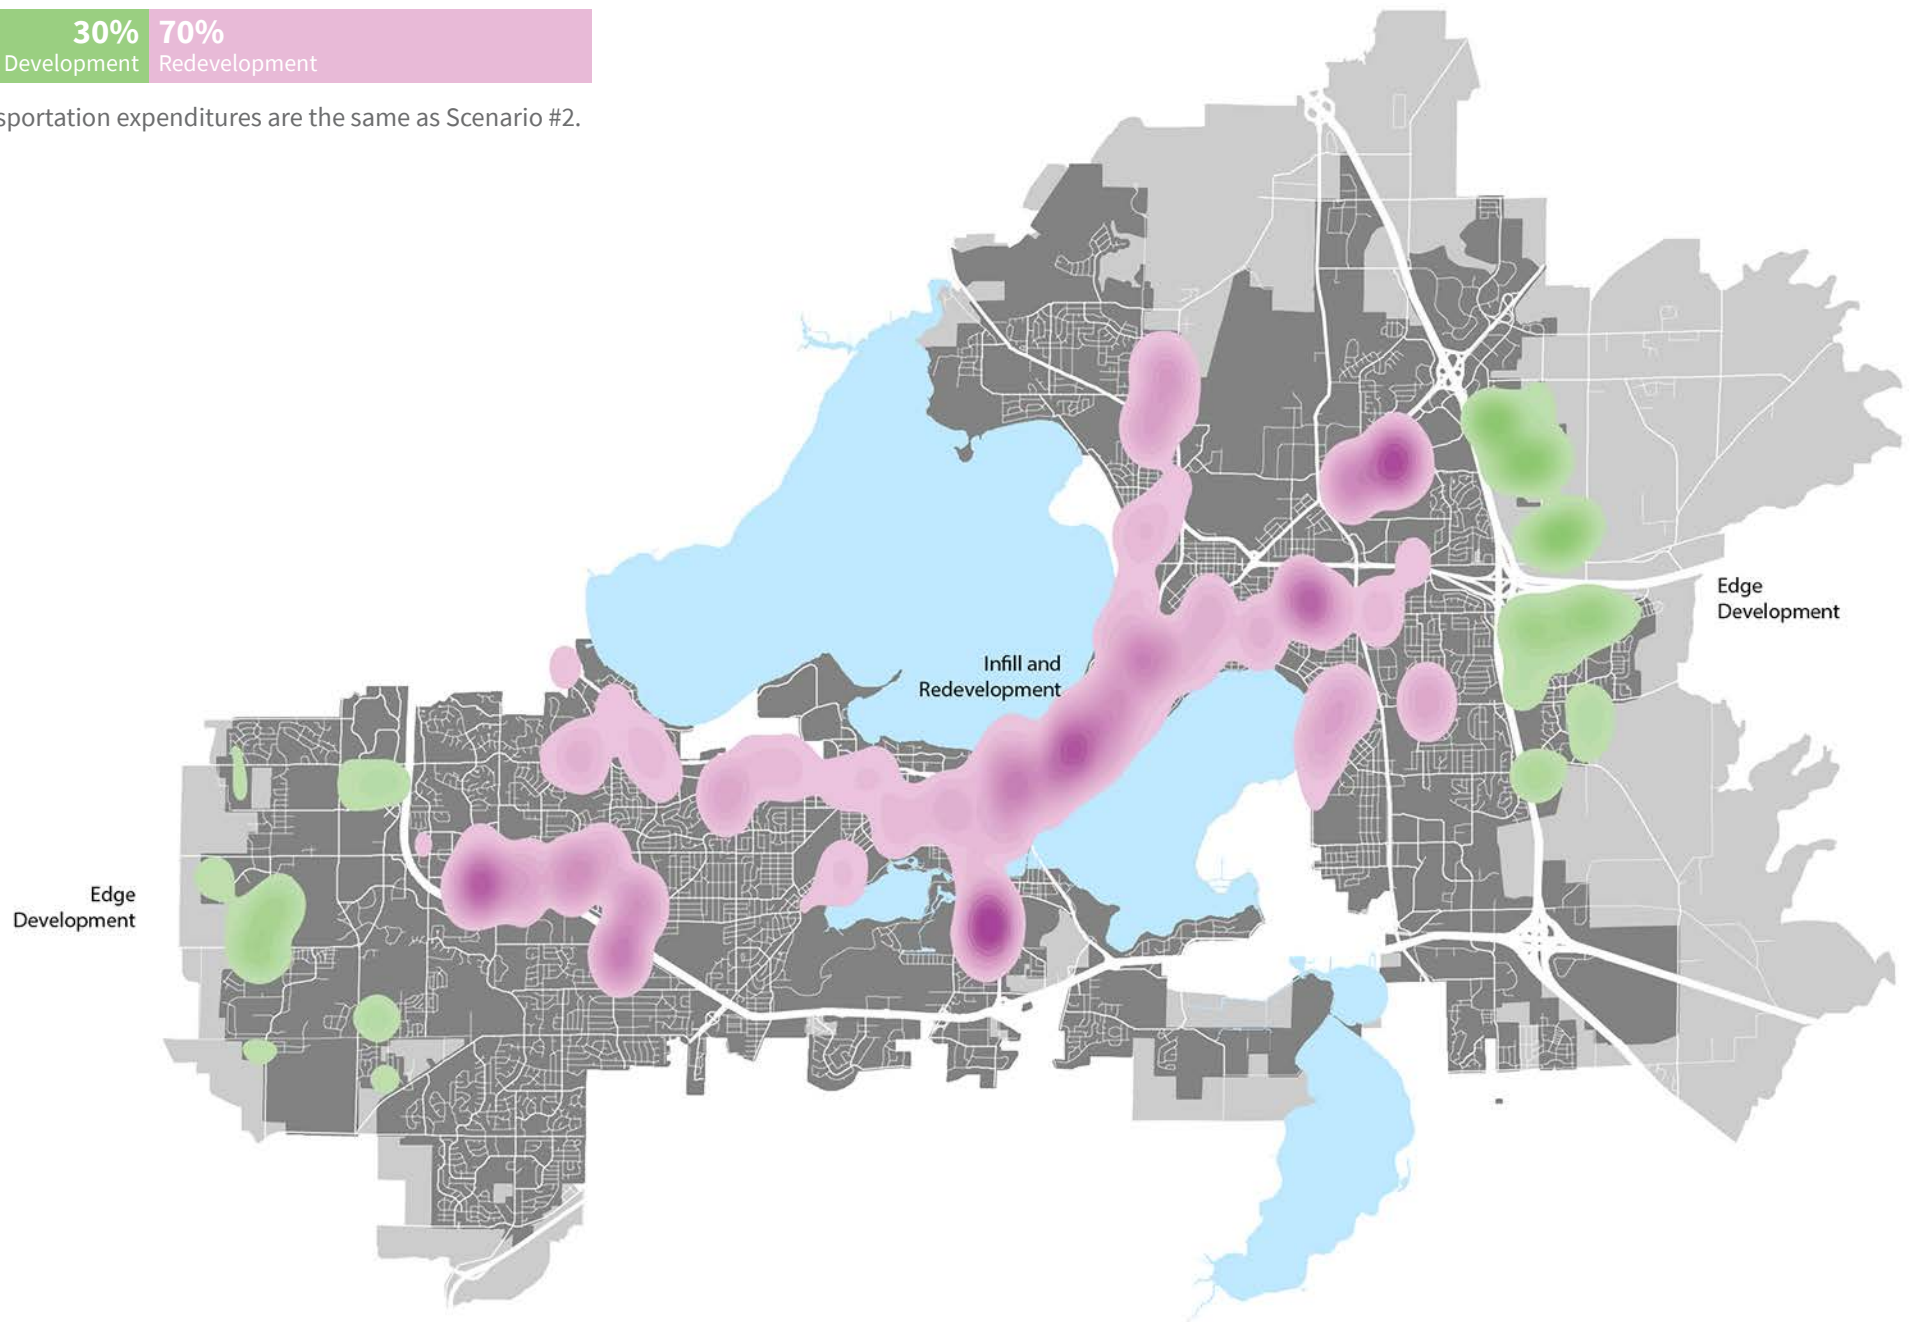 30% 70%
Development Redevelopment
sportation expenditures are the same as Scenario #2.
Edge
Development
Infill and
Redevelopment
Edge
Development